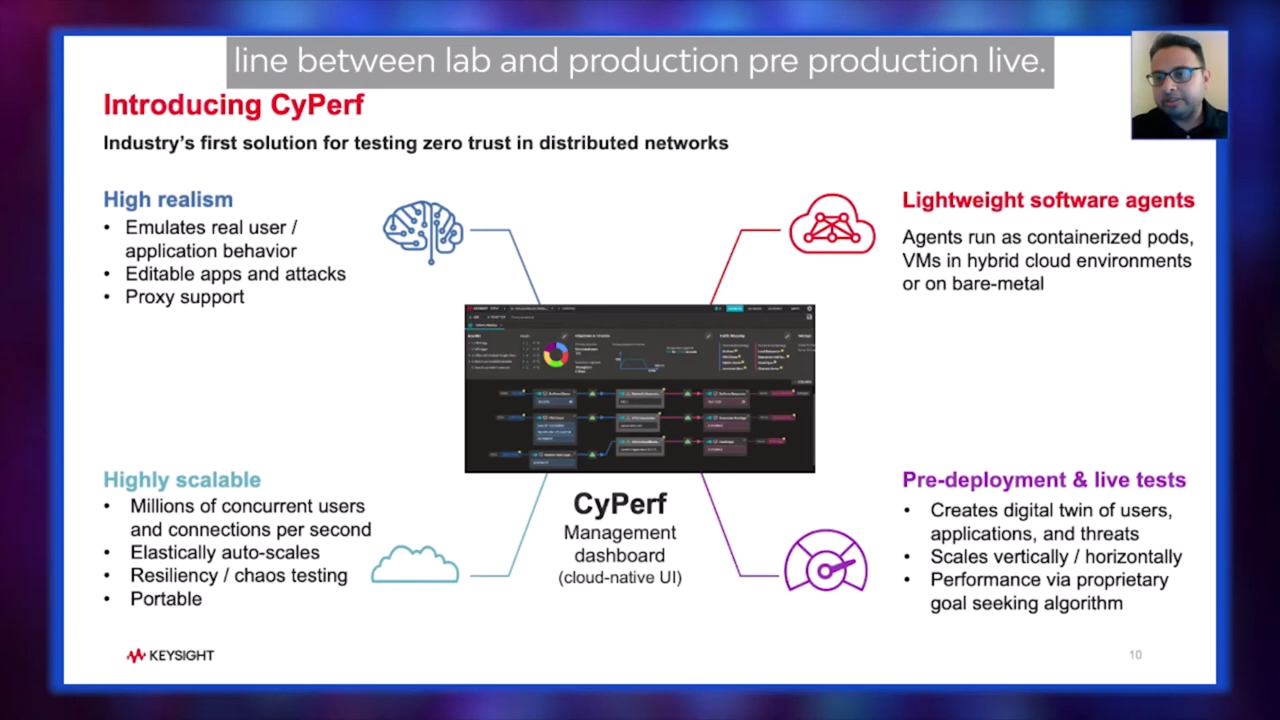 line between lab and production pre production live.
Introducing CyPerf
Industry's first solution for testing zero trust in distributed networks
High realism
• Emulates real user /
application behavior
• Editable apps and attacks
• Proxy support
Lightweight software agents
Agents run as containerized pods,
VMs in hybrid cloud environments
or on bare-metal
Highly scalable
• Millions of concurrent users
and connections per second
• Elastically auto-scales
• Resiliency / chaos testing
• Portable
CyPerf
Management
dashboard
(cloud-native UI)
Pre-deployment & live tests
• Creates digital twin of users,
applications, and threats
• Scales vertically / horizontally
• Performance via proprietary
goal seeking algorithm
KEYSIGHT
10